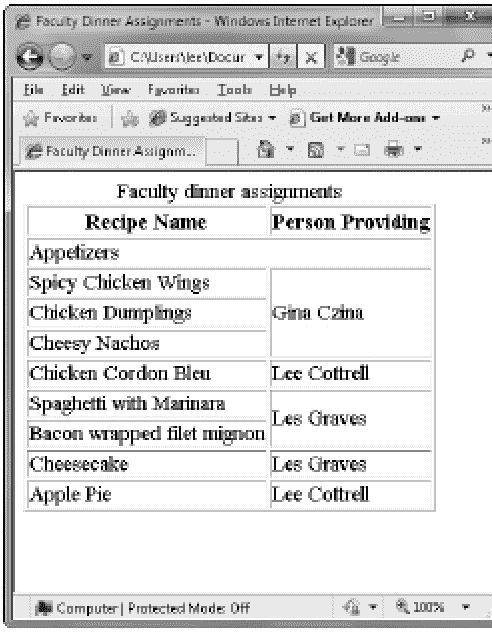 Faculty Dinner Assignments - Windows Internet Explorer
C:\Users\lee\Docur
Google
File Edit View Favorites Tools Help
Favorites Suggested Sites Get More Add-ons
Faculty Dinner Assignm...
Faculty dinner assignments
Recipe Name Person Providing
Appetizers
Spicy Chicken Wings
Chicken Dumplings
Gina Czina
Cheesy Nachos
Chicken Cordon Bleu Lee Cottrell
Spaghetti with Marinara
Les Graves
Bacon wrapped filet mignon
Cheesecake Les Graves
Apple Pie Lee Cottrell
Computer | Protected Mode: Off 100%